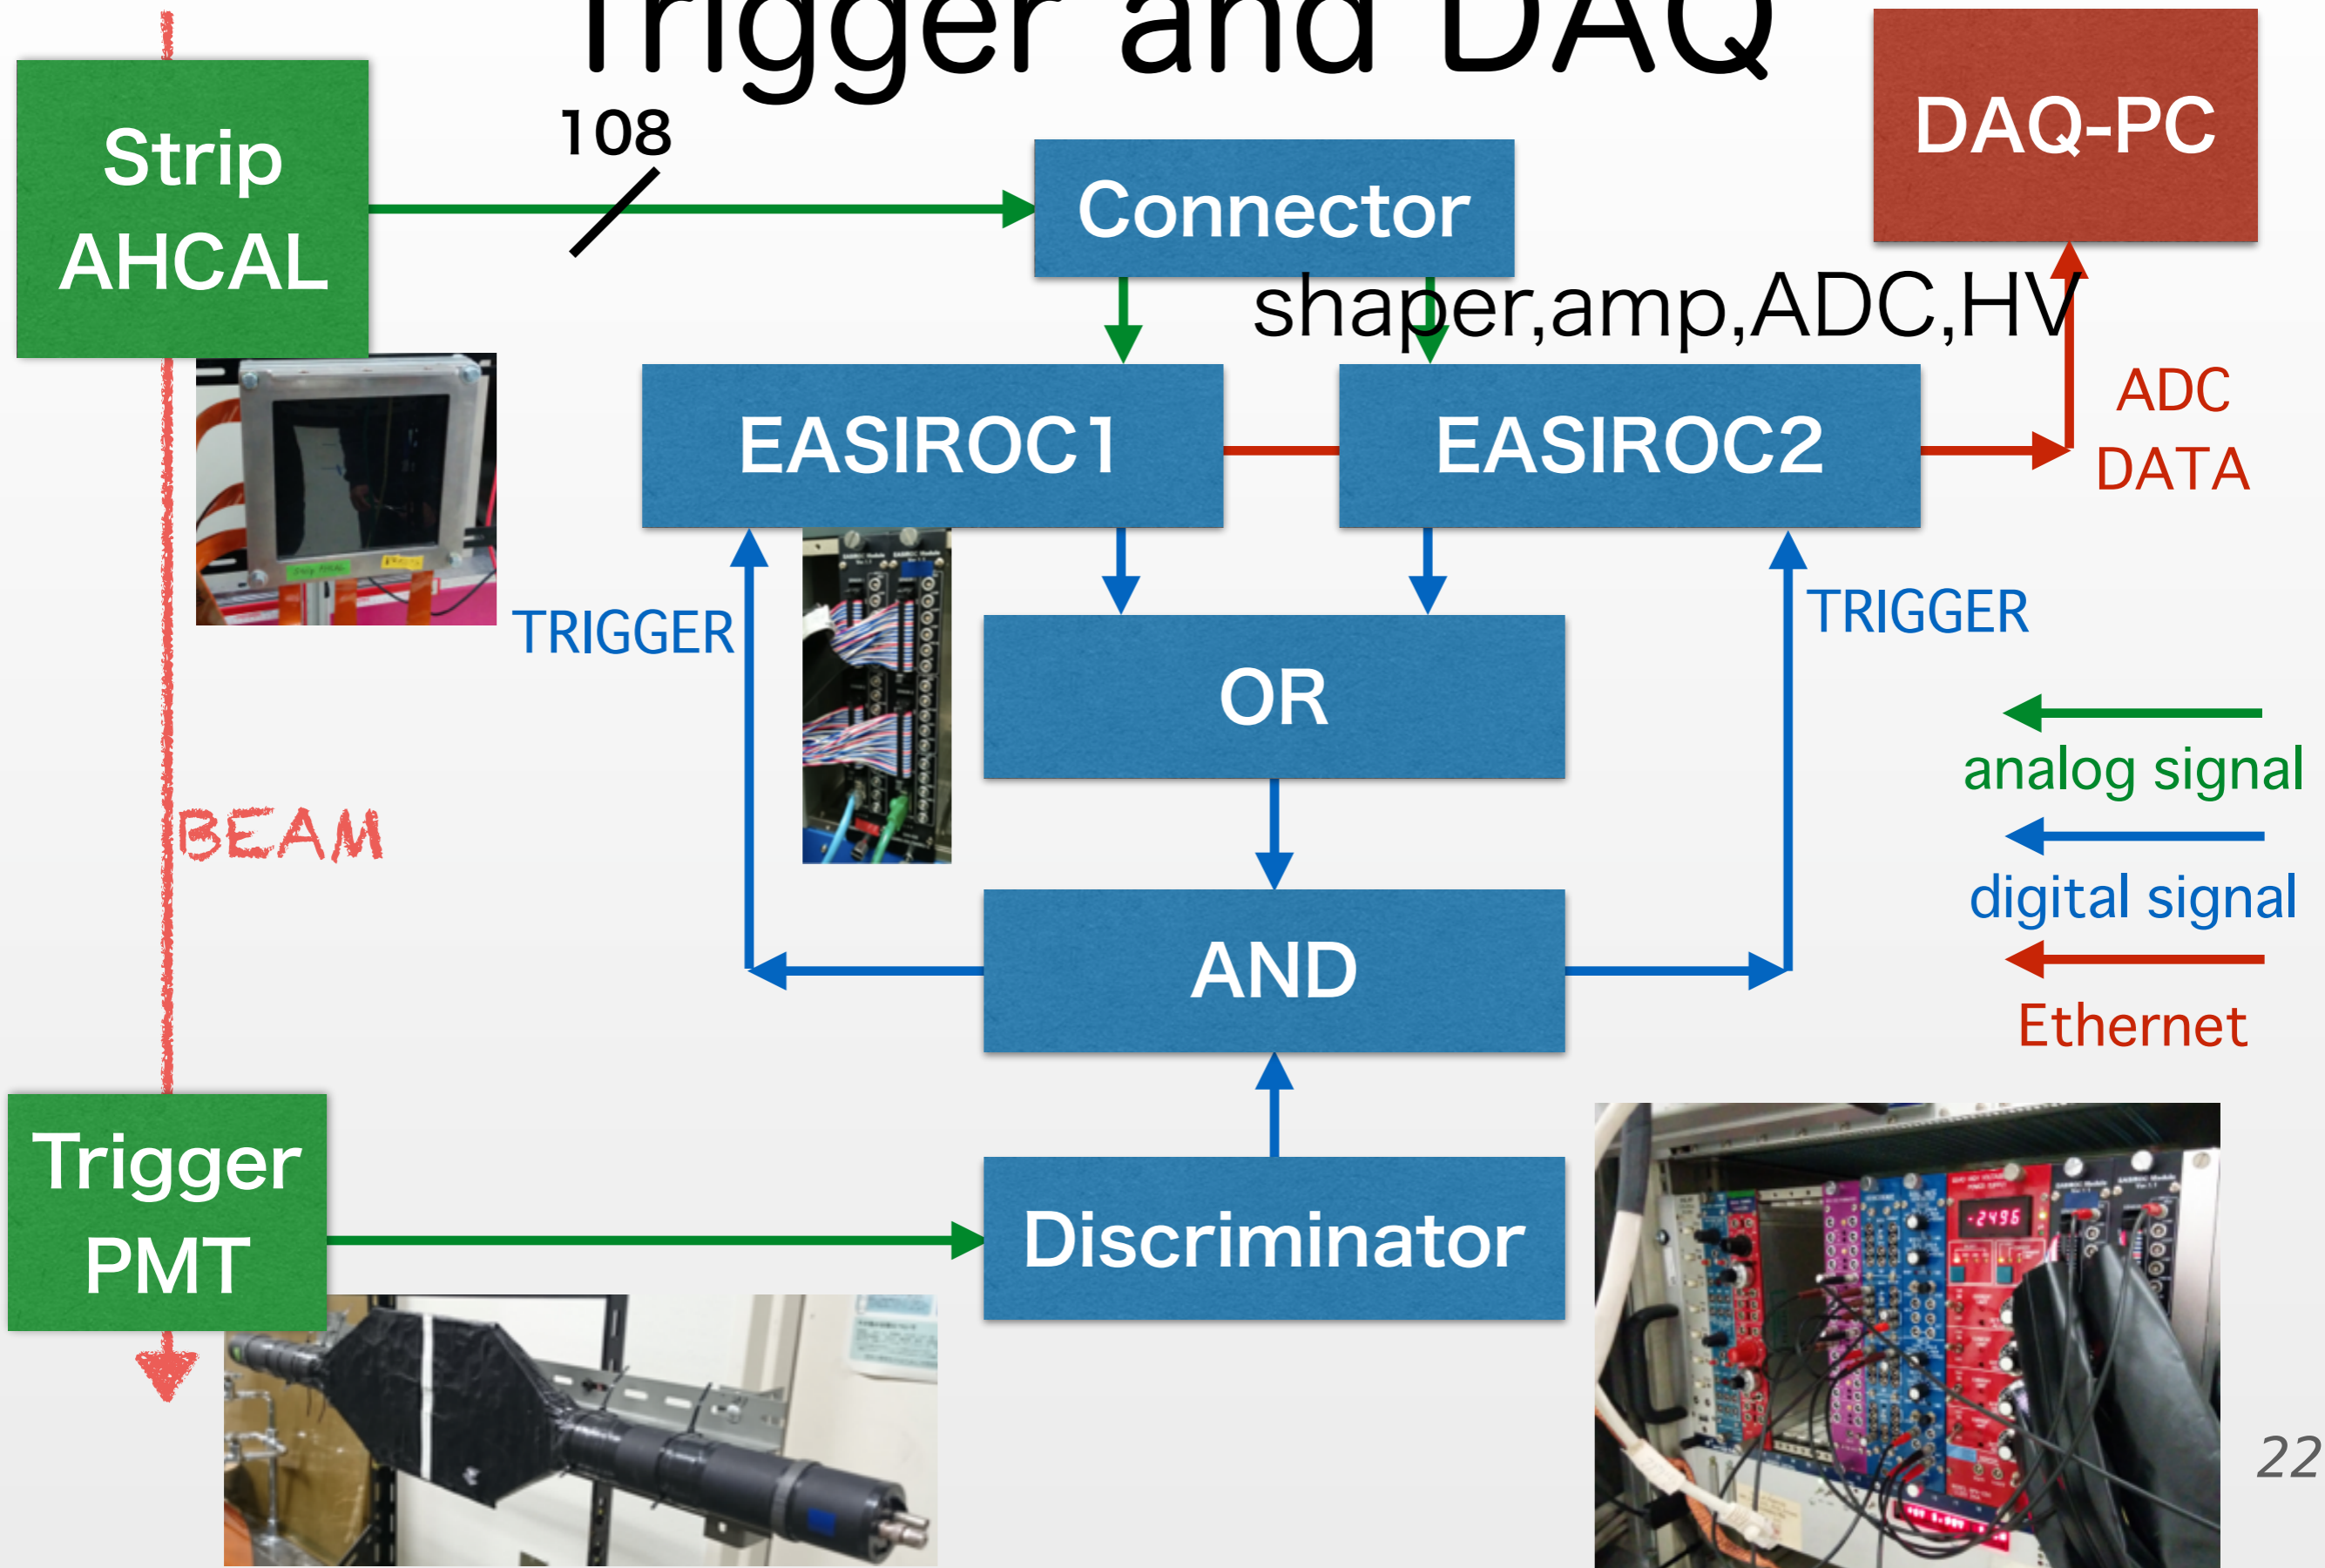 Trigger and DAQ
Strip
AHCAL
108
Connector
DAQ-PC
shaper,amp,ADC,HV
EASIROC1
EASIROC2
ADC
DATA
TRIGGER
TRIGGER
OR
analog signal
BEAM
digital signal
AND
Ethernet
Trigger
PMT
Discriminator
-2496
22